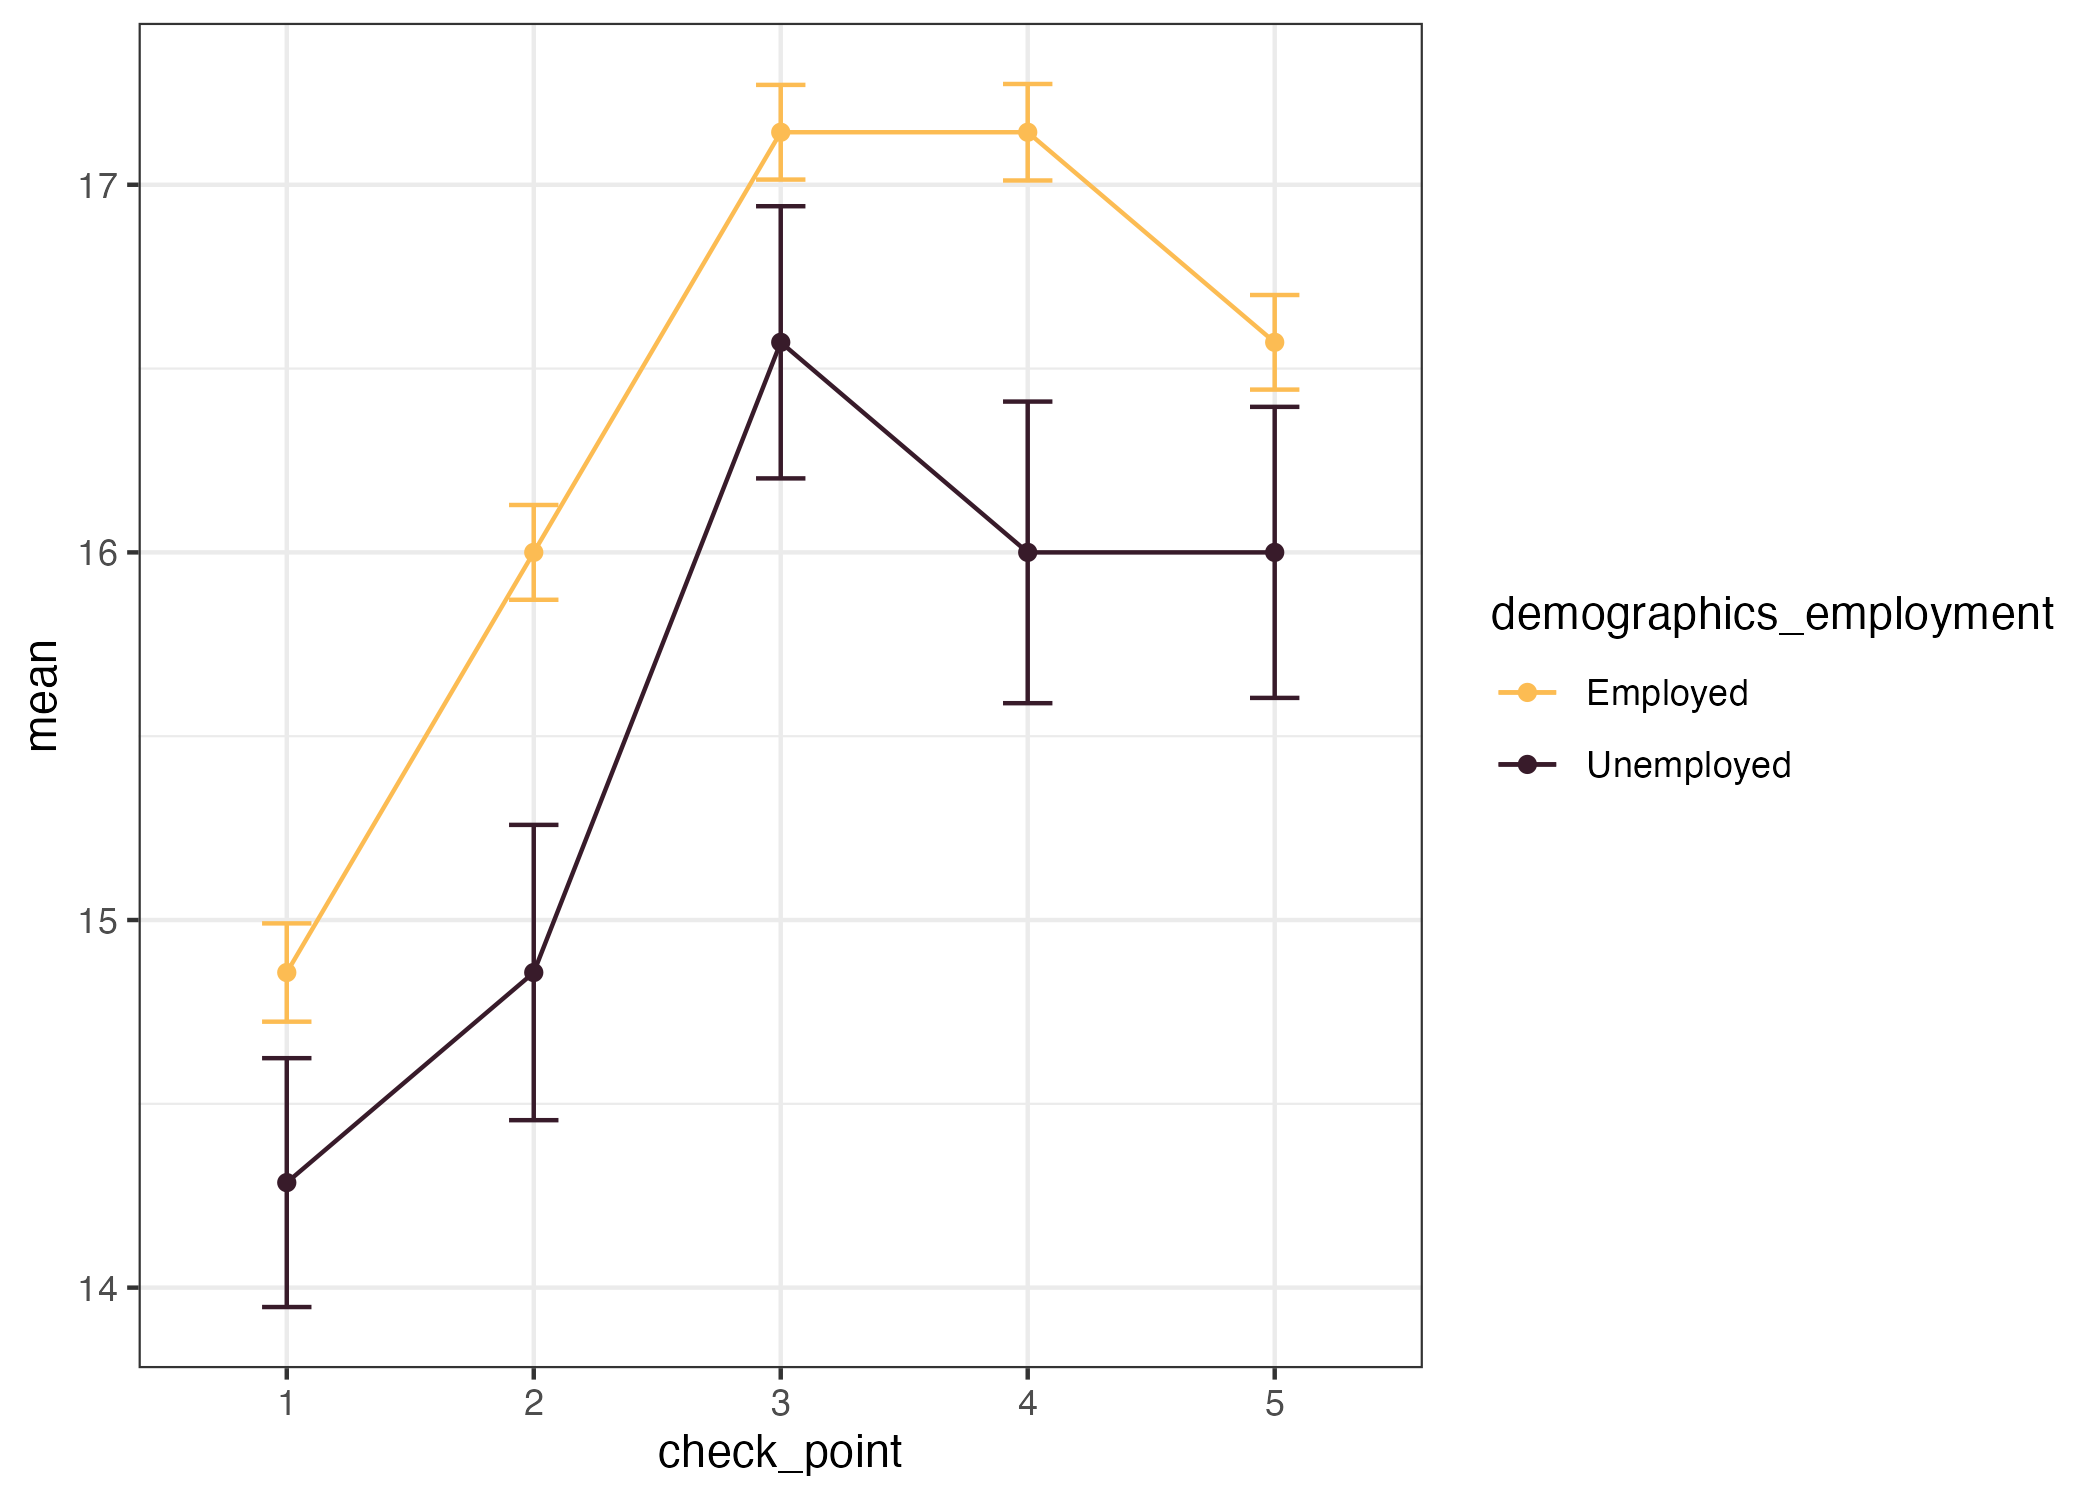 mean
17
16
15
14
1 2 3 4 5
check_point
demographics_employment
Employed
Unemployed